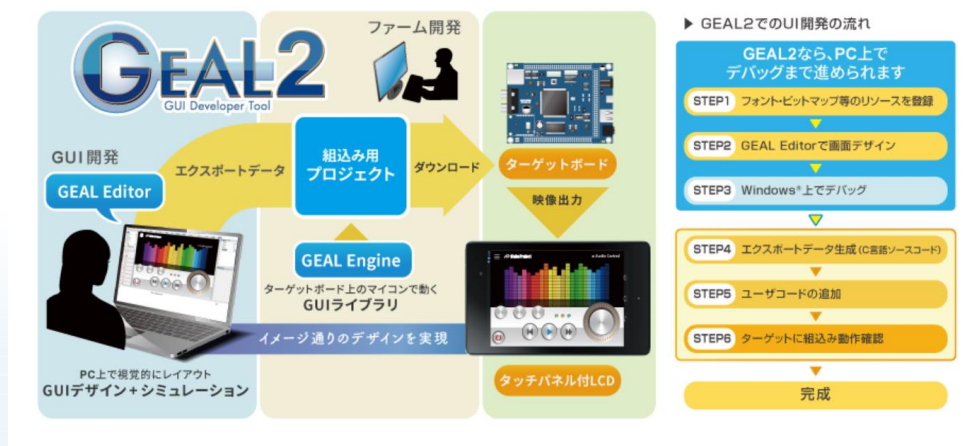 GEAL2
GUI Developer Tool
ファーム開発
GUI開発
GEAL Editor
エクスポートデータ
組込み用
プロジェクト
ダウンロード
ターゲットボード
映像出力
GEAL Engine
ターゲットボード上のマイコンで動く
GUIライブラリ
イメージ通りのデザインを実現
PC上で視覚的にレイアウト
GUIデザイン+シミュレーション
タッチパネル付LCD
▶ GEAL2でのUI開発の流れ
GEAL2なら、PC上で
デバッグまで進められます
STEP1 フォント・ビットマップ等のリソースを登録
STEP2 GEAL Editorで画面デザイン
STEP3 Windows®上でデバッグ
STEP4 エクスポートデータ生成(C言語ソースコード)
STEP5 ユーザコードの追加
STEP6 ターゲットに組込み動作確認
完成